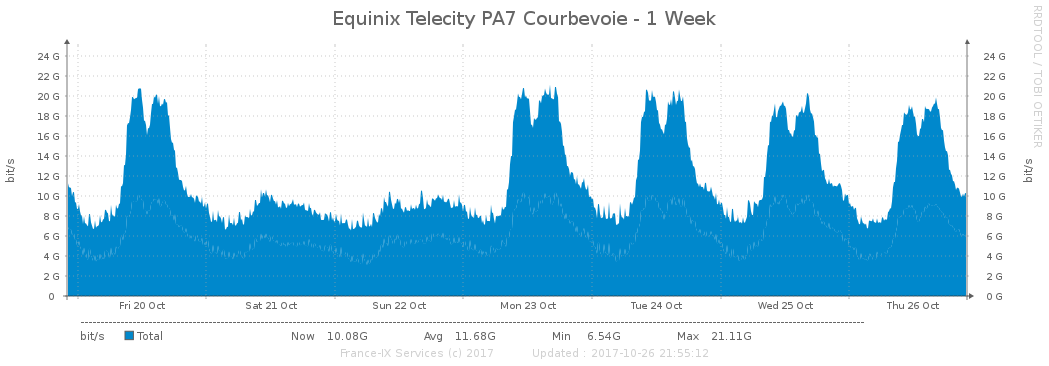 Equinix Telecity PA7 Courbevoie - 1 Week
RRDTOOL / TOBI OETIKER
bit/s
24 G 24 G
22 G 22 G
20 G 20 G
18 G 18 G
16 G 16 G
14 G 14 G
12 G 12 G
10 G 10 G
8 G 8 G
6 G 6 G
4 G 4 G
2 G 2 G
0 0 G
bit/s
Fri 20 Oct Sat 21 Oct Sun 22 Oct Mon 23 Oct Tue 24 Oct Wed 25 Oct Thu 26 Oct
bit/s Total Now 10.08G Avg 11.68G Min 6.54G Max 21.11G
France-IX Services (c) 2017 Updated : 2017-10-26 21:55:12